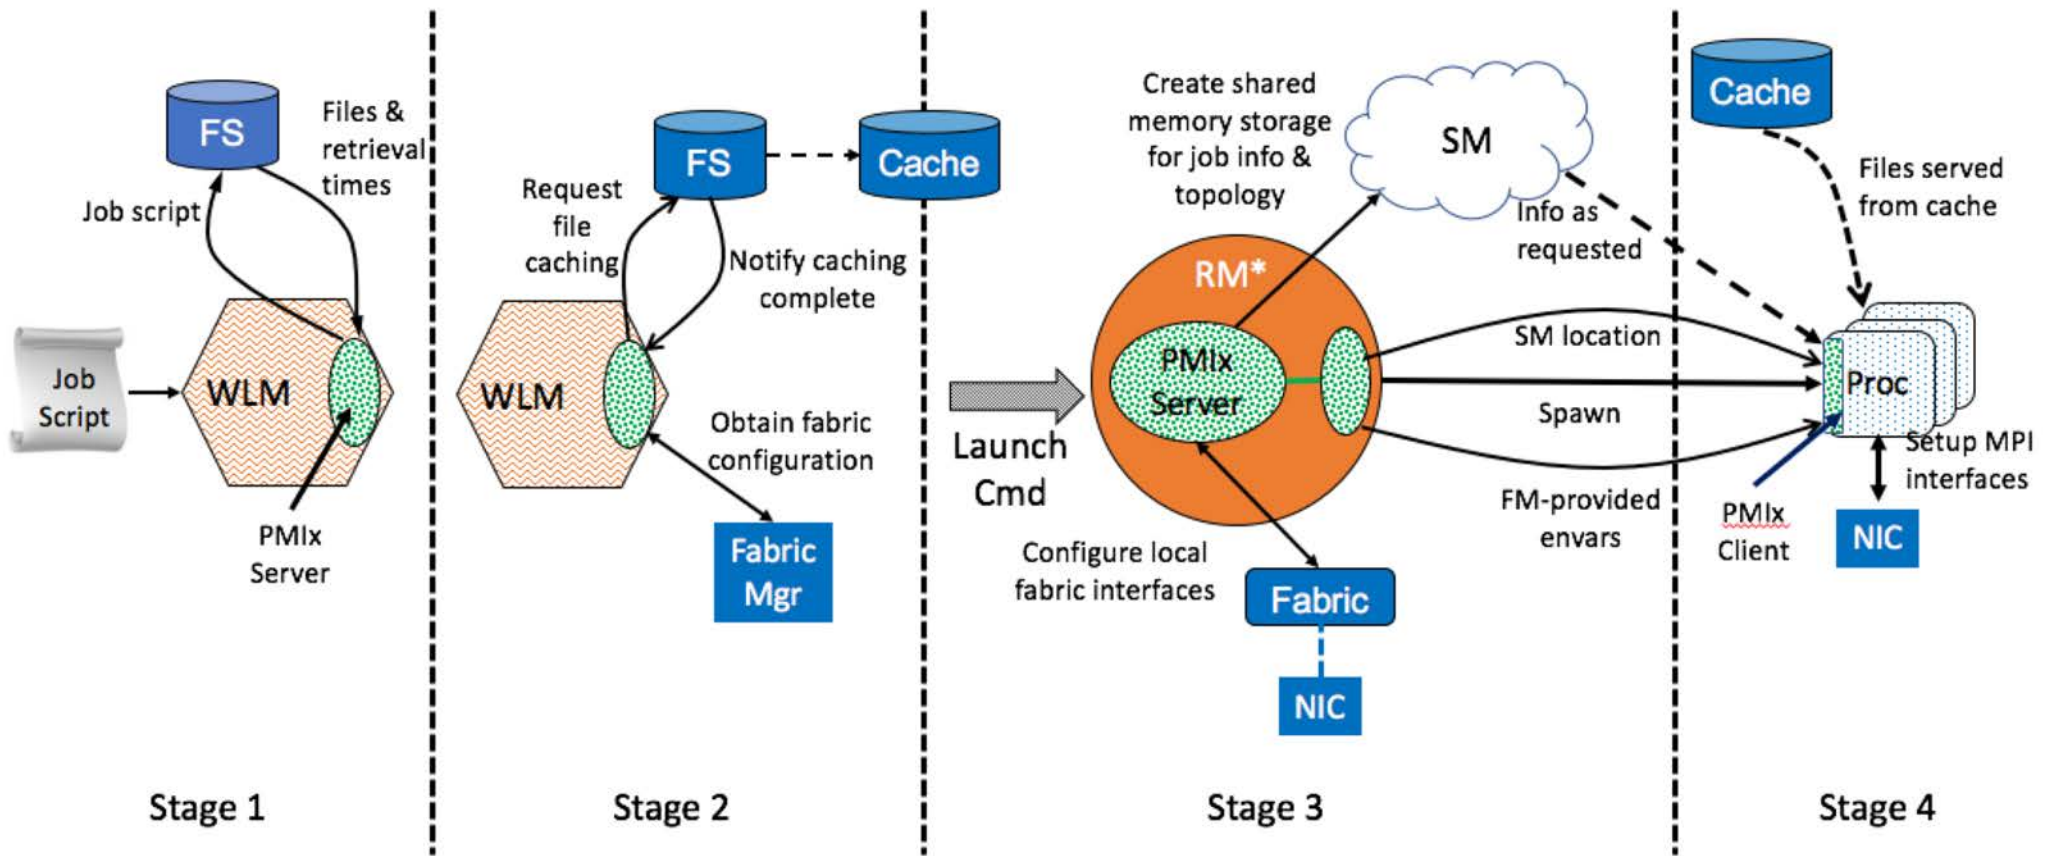 FS
Files &
retrieval
times
Job script
Job
Script
WLM
PMIx
Server
Stage 1
FS
Cache
Request
file
caching
Notify caching
complete
WLM
Obtain fabric
configuration
Fabric
Mgr
Stage 2
Create shared
memory storage
for job info &
topology
SM
Info as
requested
RM*
PMIx
Server
Launch
Cmd
SM location
Spawn
FM-provided
envars
Configure local
fabric interfaces
Fabric
NIC
Stage 3
Cache
Files served
from cache
Proc
Setup MPI
interfaces
PMIx
Client
NIC
Stage 4